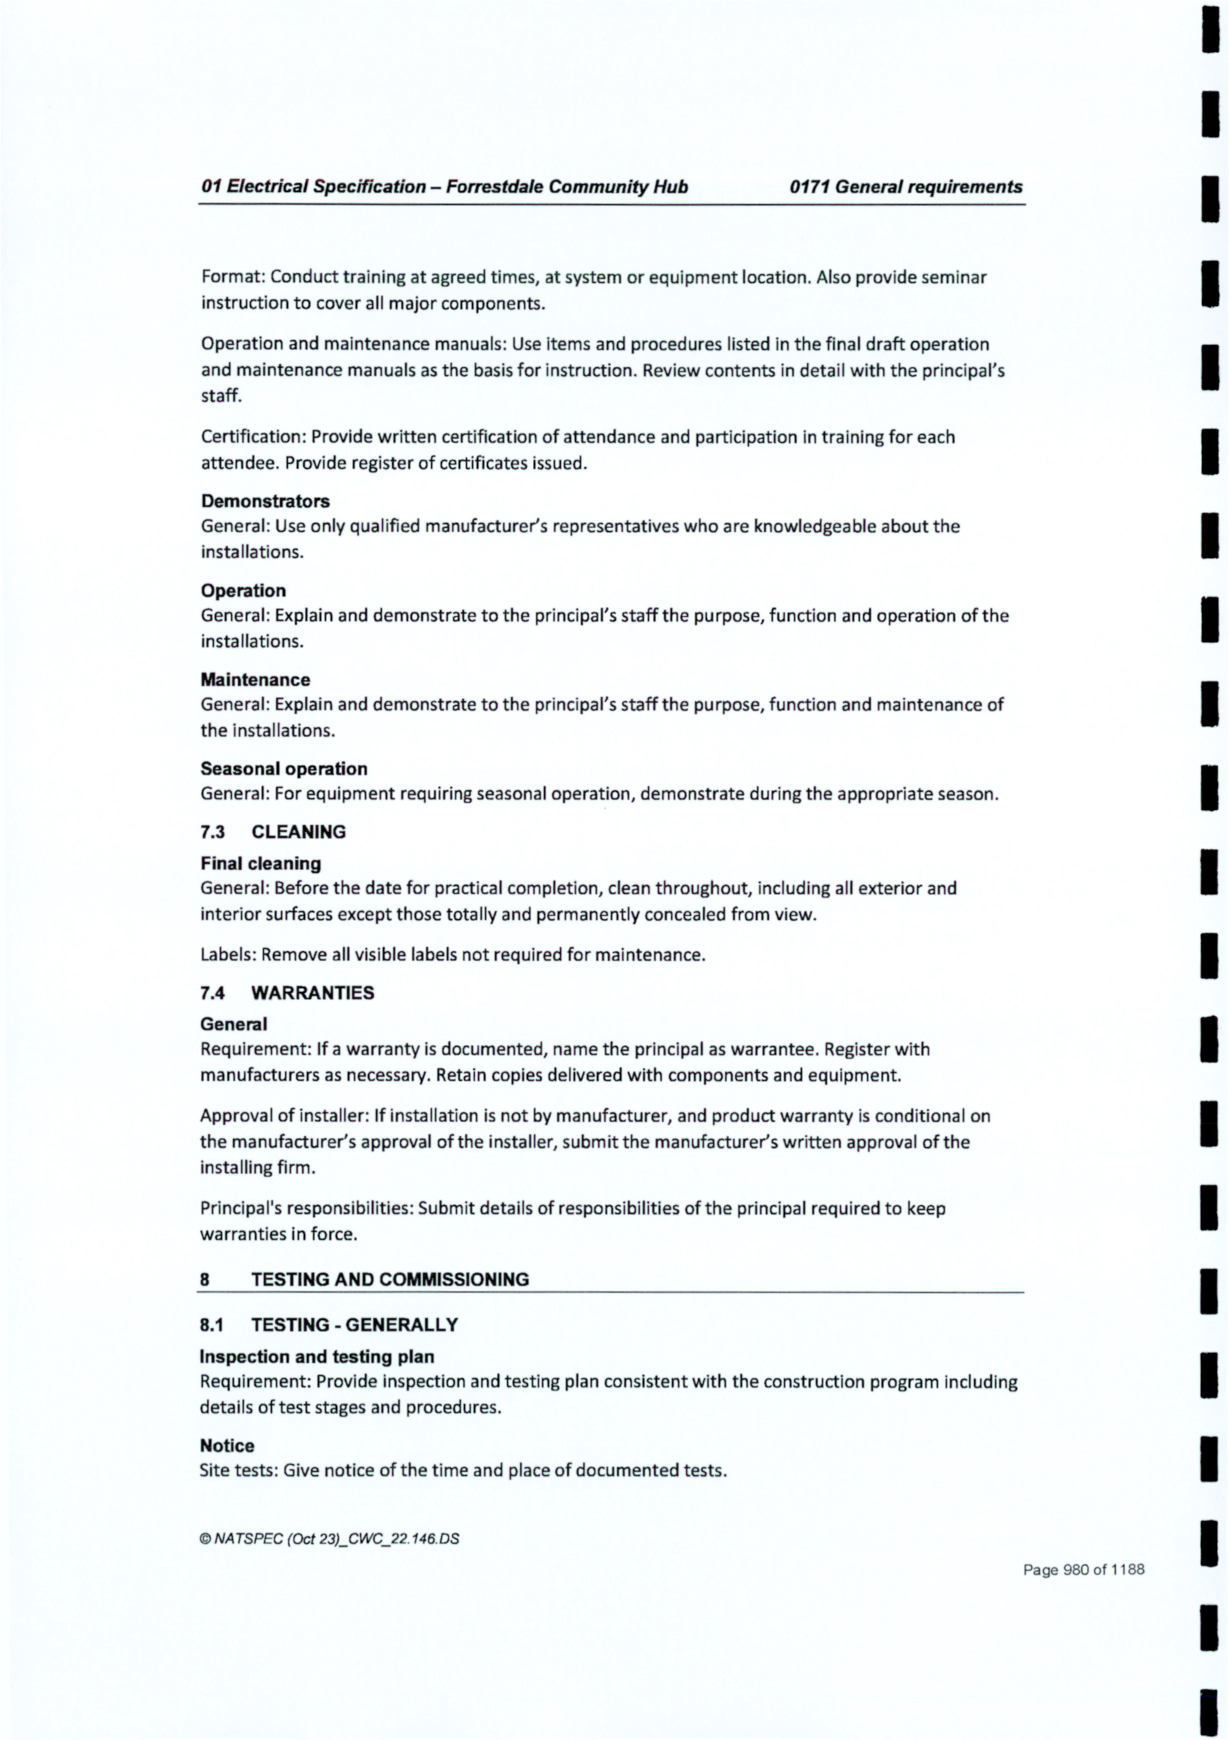 01 Electrical Specification – Forrestdale Community Hub 0171 General requirements
Format: Conduct training at agreed times, at system or equipment location. Also provide seminar
instruction to cover all major components.
Operation and maintenance manuals: Use items and procedures listed in the final draft operation
and maintenance manuals as the basis for instruction. Review contents in detail with the principal's
staff.
Certification: Provide written certification of attendance and participation in training for each
attendee. Provide register of certificates issued.
Demonstrators
General: Use only qualified manufacturer's representatives who are knowledgeable about the
installations.
Operation
General: Explain and demonstrate to the principal's staff the purpose, function and operation of the
installations.
Maintenance
General: Explain and demonstrate to the principal's staff the purpose, function and maintenance of
the installations.
Seasonal operation
General: For equipment requiring seasonal operation, demonstrate during the appropriate season.
7.3 CLEANING
Final cleaning
General: Before the date for practical completion, clean throughout, including all exterior and
interior surfaces except those totally and permanently concealed from view.
Labels: Remove all visible labels not required for maintenance.
7.4 WARRANTIES
General
Requirement: If a warranty is documented, name the principal as warrantee. Register with
manufacturers as necessary. Retain copies delivered with components and equipment.
Approval of installer: If installation is not by manufacturer, and product warranty is conditional on
the manufacturer's approval of the installer, submit the manufacturer's written approval of the
installing firm.
Principal's responsibilities: Submit details of responsibilities of the principal required to keep
warranties in force.
8 TESTING AND COMMISSIONING
8.1 TESTING - GENERALLY
Inspection and testing plan
Requirement: Provide inspection and testing plan consistent with the construction program including
details of test stages and procedures.
Notice
Site tests: Give notice of the time and place of documented tests.
© NATSPEC (Oct 23)_CWC_22.146.DS
Page 980 of 1188